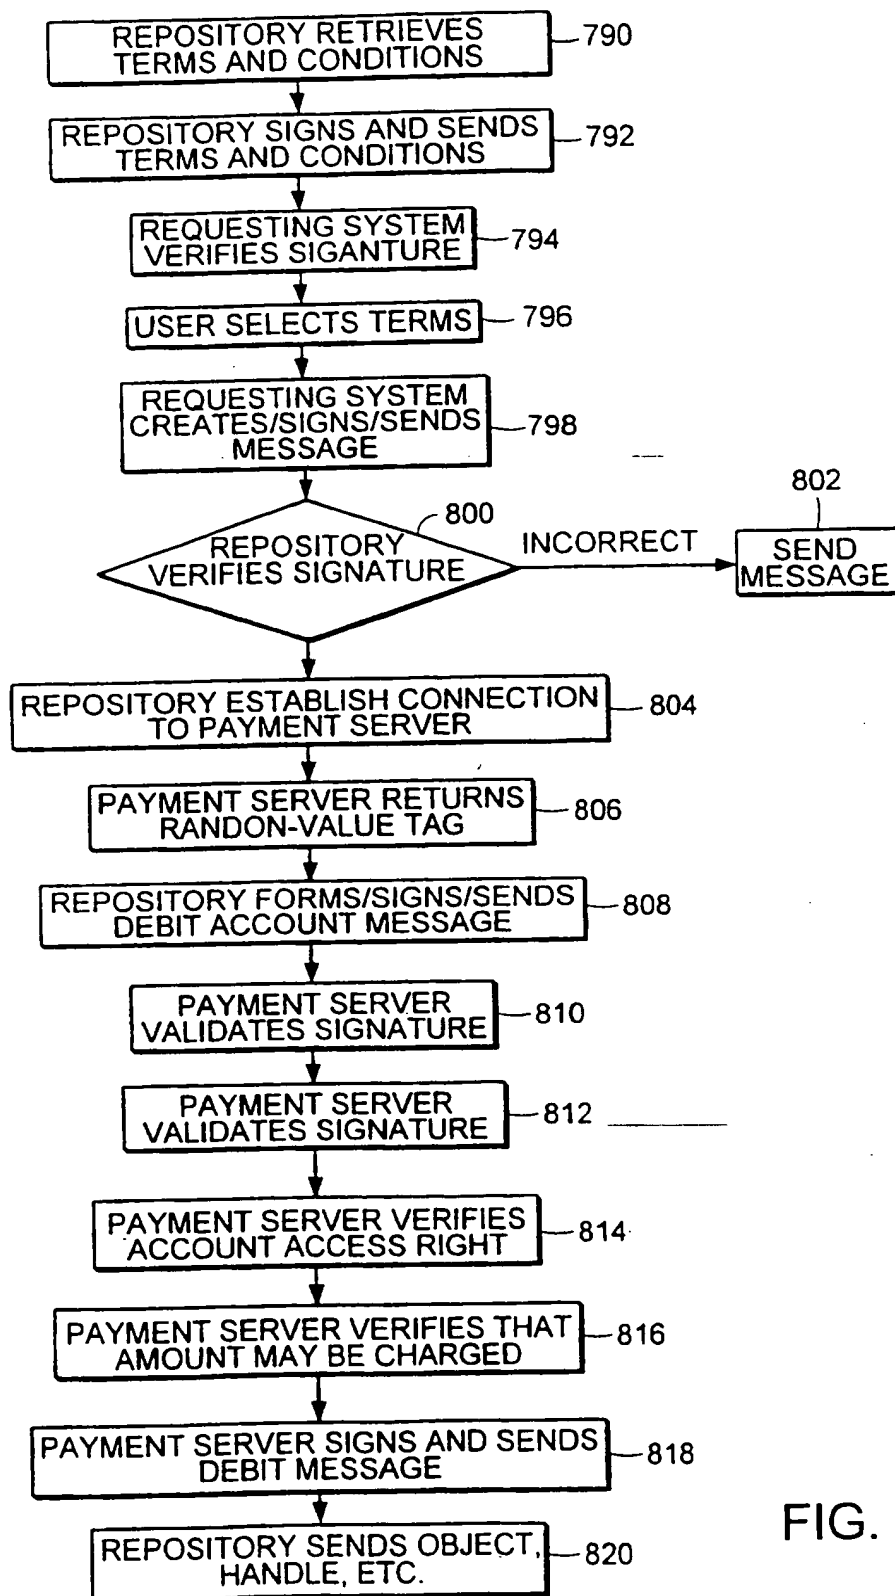 REPOSITORY RETRIEVES
TERMS AND CONDITIONS
790
REPOSITORY SIGNS AND SENDS
TERMS AND CONDITIONS
792
REQUESTING SYSTEM
VERIFIES SIGANTURE
794
USER SELECTS TERMS
796
REQUESTING SYSTEM
CREATES/SIGNS/SENDS
MESSAGE
798
800
REPOSITORY
VERIFIES SIGNATURE
INCORRECT
802
SEND
MESSAGE
REPOSITORY ESTABLISH CONNECTION
TO PAYMENT SERVER
804
PAYMENT SERVER RETURNS
RANDON-VALUE TAG
806
REPOSITORY FORMS/SIGNS/SENDS
DEBIT ACCOUNT MESSAGE
808
PAYMENT SERVER
VALIDATES SIGNATURE
810
PAYMENT SERVER
VALIDATES SIGNATURE
812
PAYMENT SERVER VERIFIES
ACCOUNT ACCESS RIGHT
814
PAYMENT SERVER VERIFIES THAT
AMOUNT MAY BE CHARGED
816
PAYMENT SERVER SIGNS AND SENDS
DEBIT MESSAGE
818
REPOSITORY SENDS OBJECT,
HANDLE, ETC.
820
FIG.